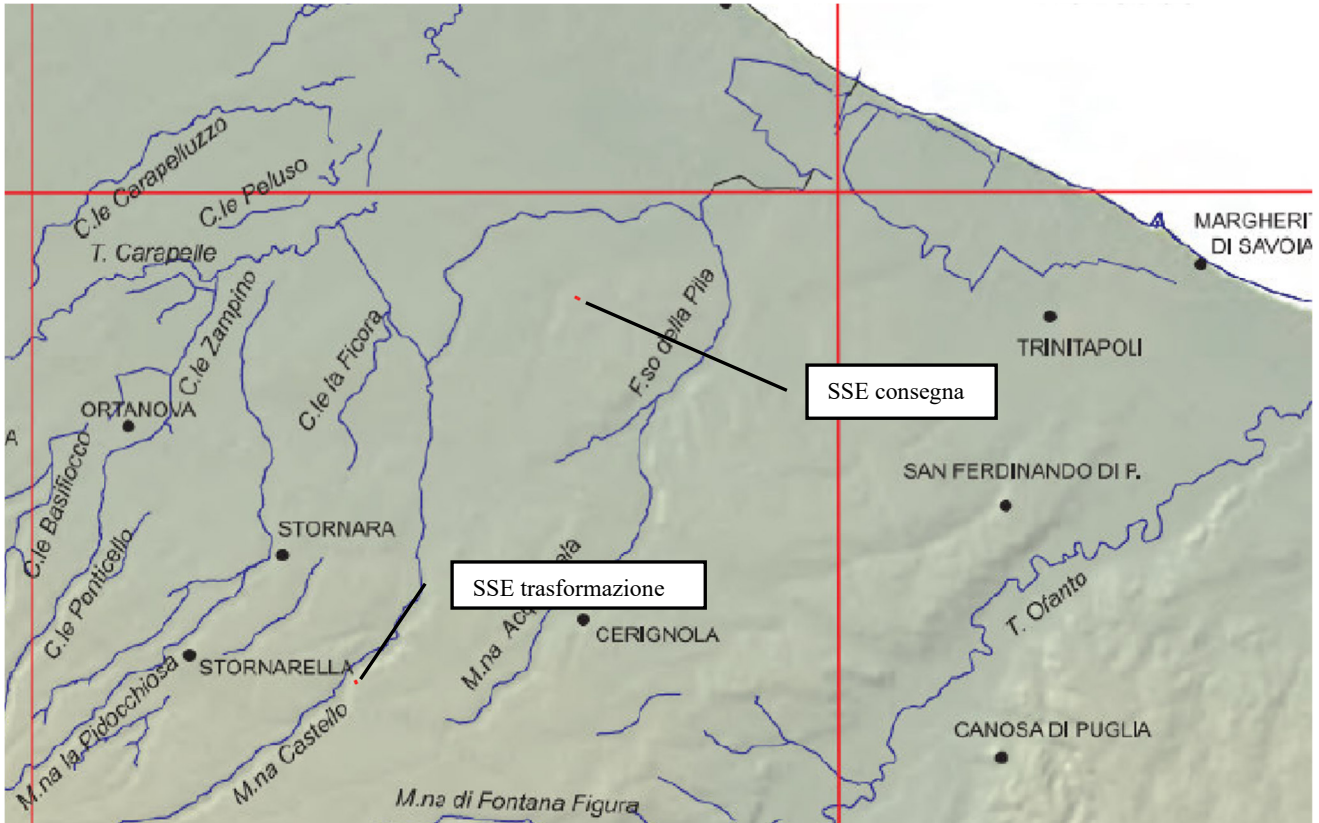 C.le Carapelluzzo
C.le Peluso
T. Carapelle
MARGHERI
DI SAVOIA
C.le Zampino
C.le la Ficora
F.so della Pila
TRINITAPOLI
SSE consegna
ORTANOVA
A
C.le Basifiocco
SAN FERDINANDO DI P.
C.le Ponticello
STORNARA
SSE trasformazione
T. Ofanto
M.na Acq
ela
CERIGNOLA
STORNARELLA
M.na la Pidocchiosa
M.na Castello
CANOSA DI PUGLIA
M.na di Fontana Figura